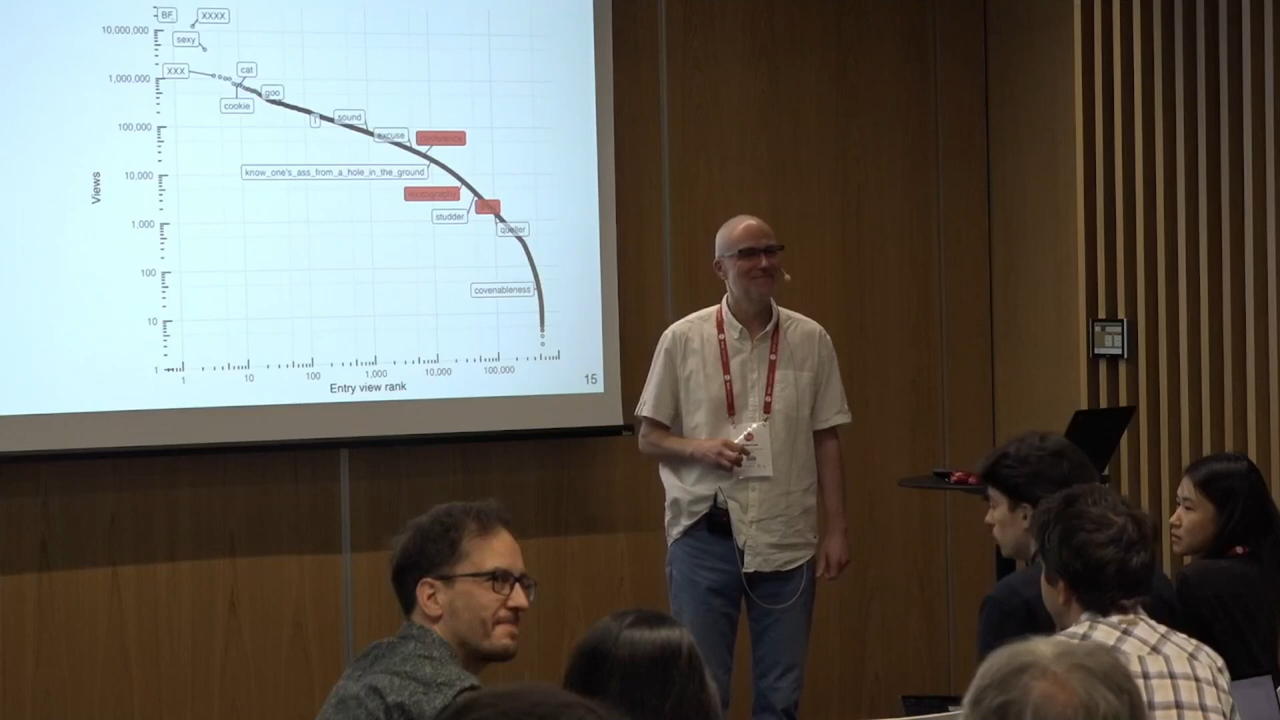 BF
XXXX
10,000,000
sexy
XXX
cat
1,000,000
goo
cookie
sound
T
100,000
excuse
conference
know_one's_ass_from_a_hole_in_the_ground
10,000
Views
studder
1,000
queller
100
covenableness
10
1
1
10
100
1,000
10,000
100,000
Entry view rank
15